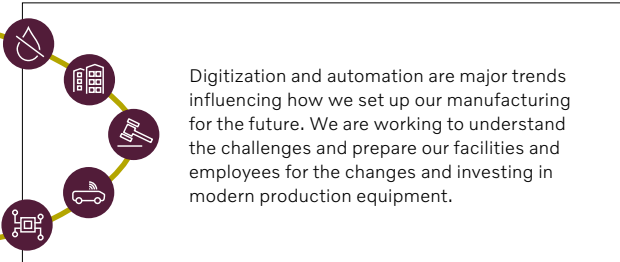 Digitization and automation are major trends
influencing how we set up our manufacturing
for the future. We are working to understand
the challenges and prepare our facilities and
employees for the changes and investing in
modern production equipment.